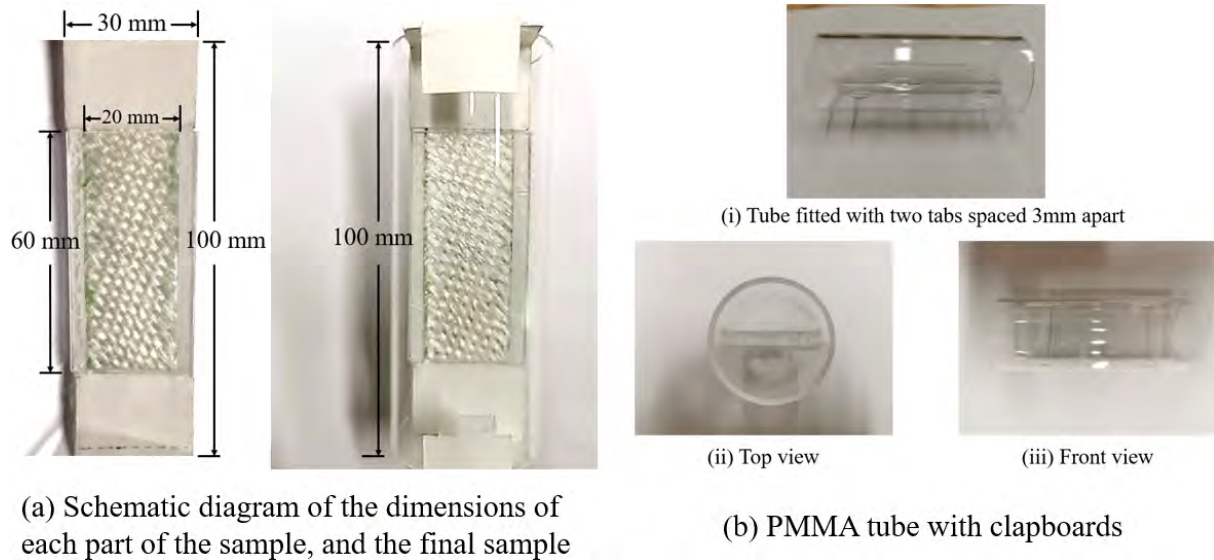 30 mm
20 mm
60 mm
100 mm
100 mm
(a) Schematic diagram of the dimensions of
each part of the sample, and the final sample
(i) Tube fitted with two tabs spaced 3mm apart
(ii) Top view
(iii) Front view
(b) PMMA tube with clapboards